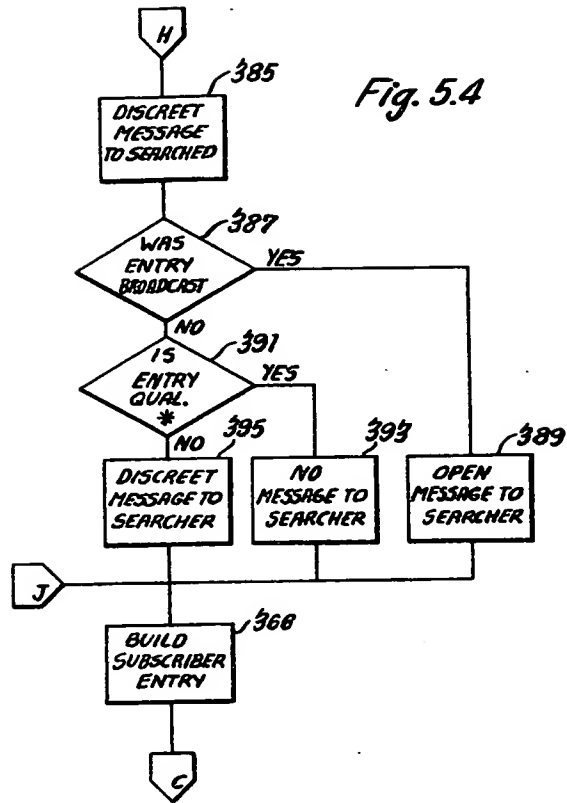 H
385
Fig. 5.4
DISCREET
MESSAGE
TO SEARCHED
387
WAS
ENTRY
BROADCAST
YES
NO
391
IS
ENTRY
QUAL.
*
YES
NO
395
DISCREET
MESSAGE TO
SEARCHER
393
NO
MESSAGE TO
SEARCHER
389
OPEN
MESSAGE TO
SEARCHER
J
368
BUILD
SUBSCRIBER
ENTRY
C